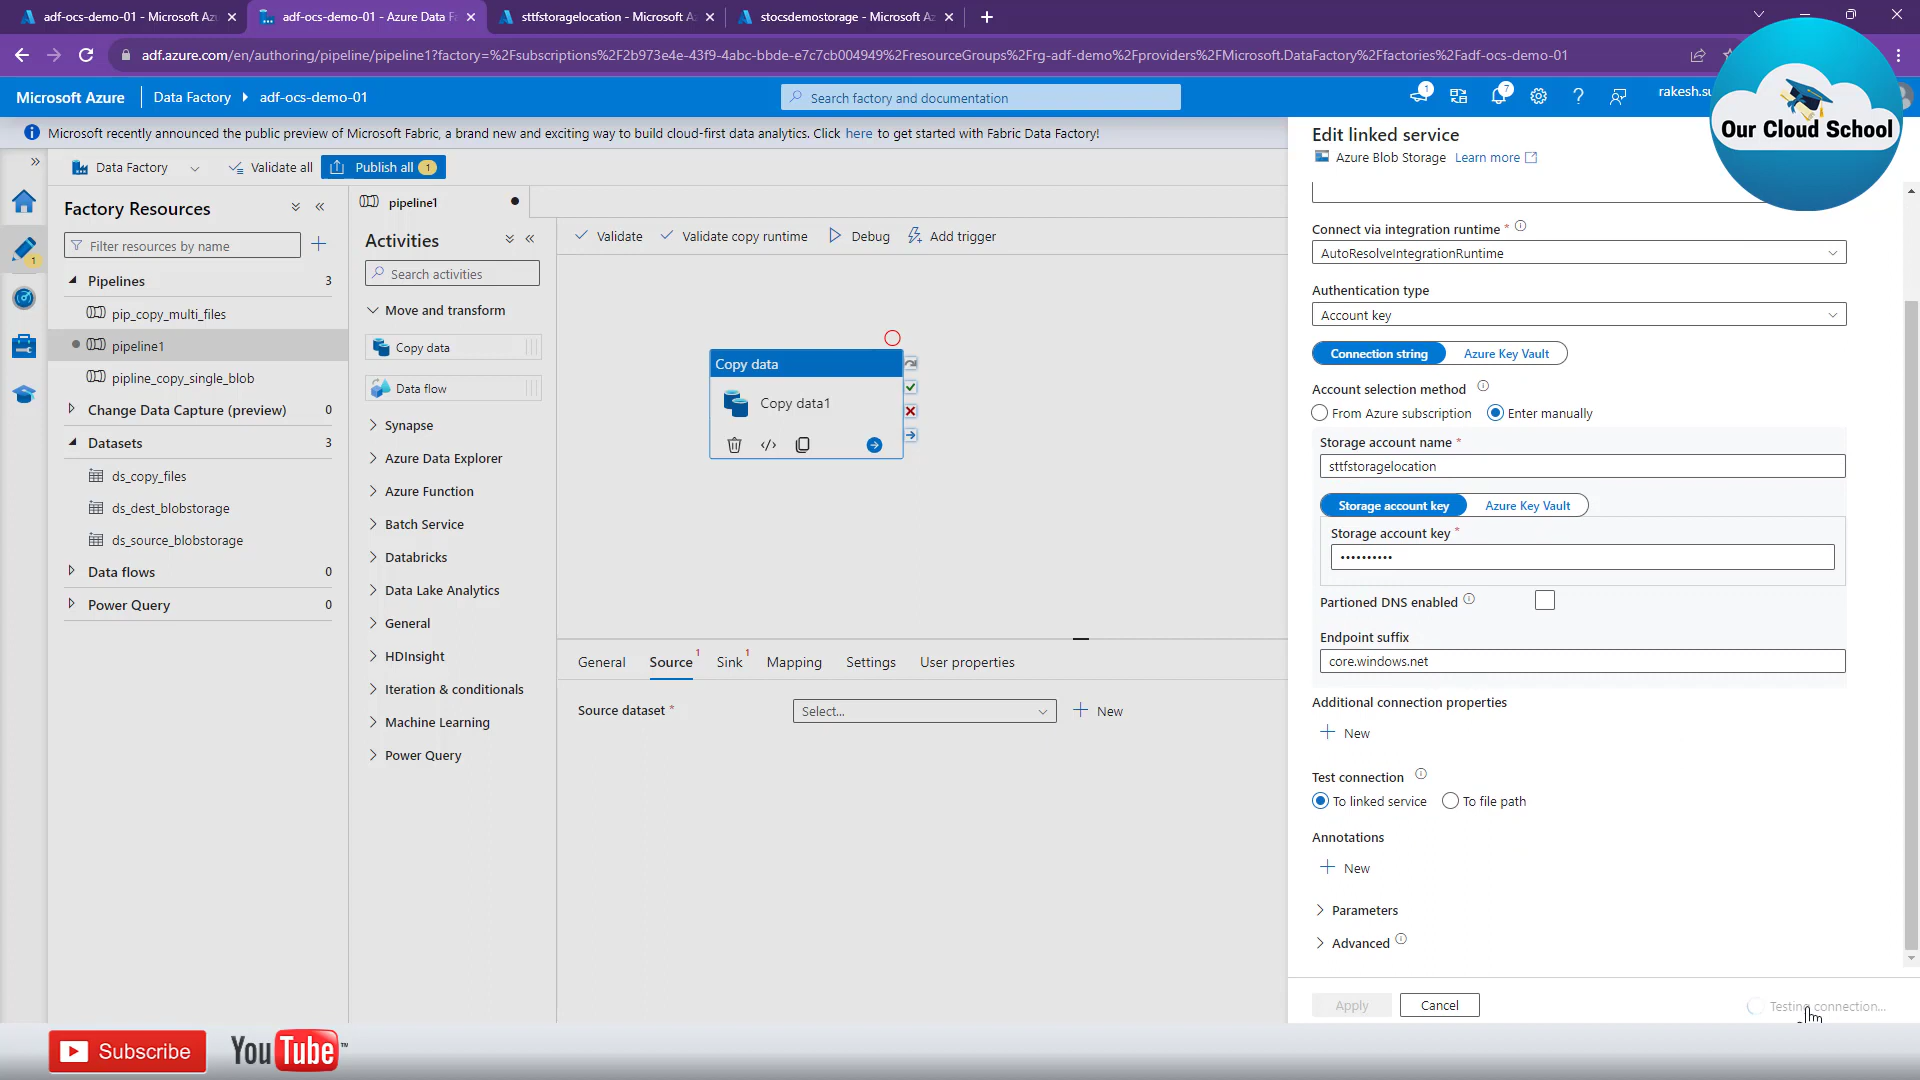 adf-ocs-demo-01 - Microsoft Az
adf-ocs-demo-01 - Azure Data F
sttfstoragelocation - Microsoft A
stocsdemostorage - Microsoft A
adf.azure.com/en/authoring/pipeline/pipeline1?factory=%2Fsubscriptions%2F2b973e4e-43f9-4abc-bbde-e7c7cb004949%2FresourceGroups%2Frg-adf-demo%2Fproviders%2FMicrosoft.DataFactory%2Ffactories%2Fadf-ocs-demo-01
Microsoft Azure
Data Factory
adf-ocs-demo-01
Search factory and documentation
1
7
rakesh.su
Our Cloud School
Microsoft recently announced the public preview of Microsoft Fabric, a brand new and exciting way to build cloud-first data analytics. Click here to get started with Fabric Data Factory!
Data Factory
Validate all
Publish all 1
1
Factory Resources
Filter resources by name
Pipelines 3
pip_copy_multi_files
pipeline1
pipline_copy_single_blob
Change Data Capture (preview) 0
Datasets 3
ds_copy_files
ds_dest_blobstorage
ds_source_blobstorage
Data flows 0
Power Query 0
pipeline1
Activities
Search activities
Move and transform
Copy data
Data flow
Synapse
Azure Data Explorer
Azure Function
Batch Service
Databricks
Data Lake Analytics
General
HDInsight
Iteration & conditionals
Machine Learning
Power Query
Validate
Validate copy runtime
Debug
Add trigger
Copy data
Copy data1
General
Source 1
Sink 1
Mapping
Settings
User properties
Source dataset *
Select...
New
Edit linked service
Azure Blob Storage Learn more
Connect via integration runtime *
AutoResolveIntegrationRuntime
Authentication type
Account key
Connection string
Azure Key Vault
Account selection method
From Azure subscription
Enter manually
Storage account name *
sttfstoragelocation
Storage account key
Azure Key Vault
Storage account key *
••••••••••
Partioned DNS enabled
Endpoint suffix
core.windows.net
Additional connection properties
New
Test connection
To linked service
To file path
Annotations
New
Parameters
Advanced
Apply
Cancel
Testing connection...
Subscribe
YouTube